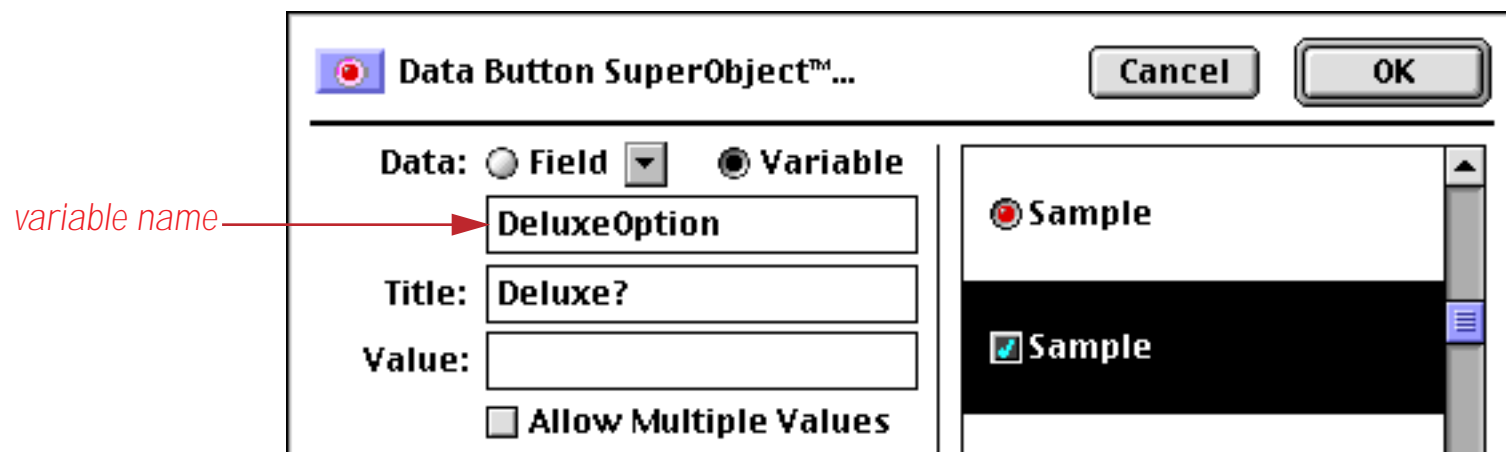 Data Button SuperObject™...
Cancel
OK
Data: Field Variable
variable name
DeluxeOption
Title: Deluxe?
Value:
Allow Multiple Values
Sample
Sample